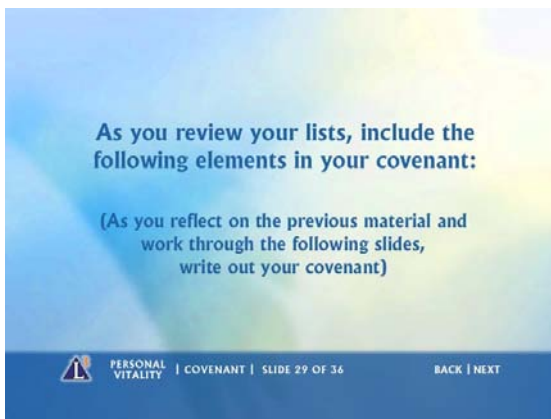 As you review your lists, include the
following elements in your covenant:
(As you reflect on the previous material and
work through the following slides,
write out your covenant)
PERSONAL
VITALITY | COVENANT | SLIDE 29 OF 36 BACK | NEXT